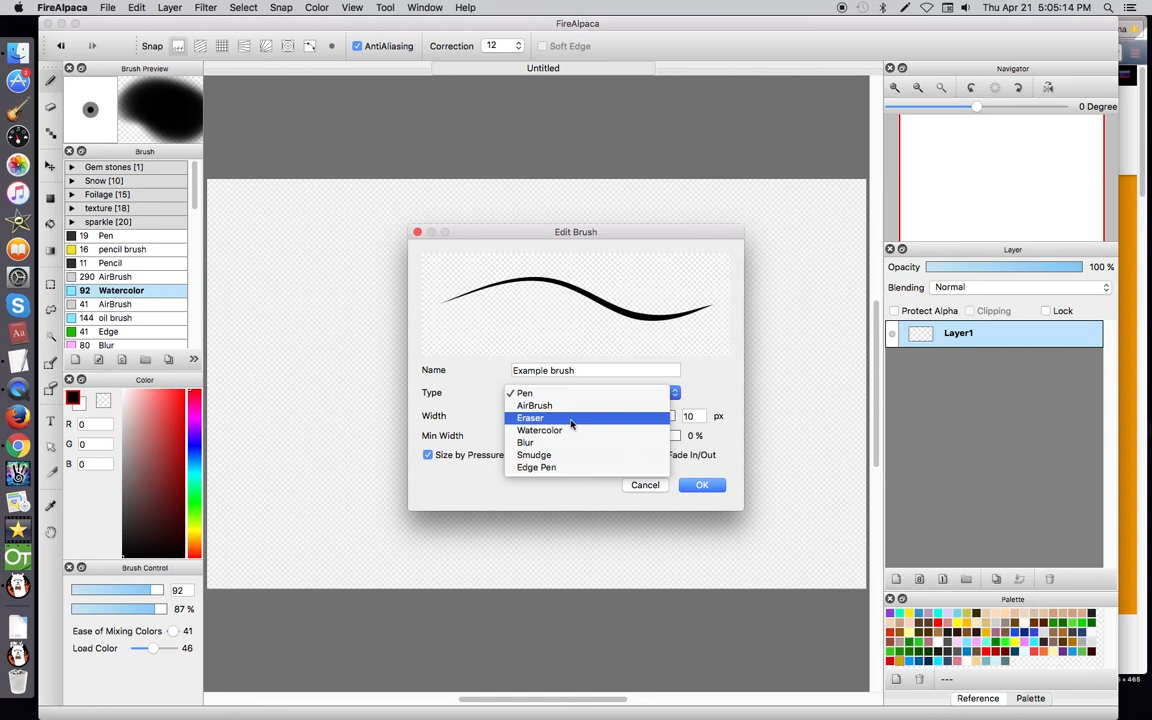 FireAlpaca File Edit Layer Filter Select Snap Color View Tool Window Help Thu Apr 21 5:05:14 PM
FireAlpaca
Snap AntiAliasing Correction 12 Soft Edge
Brush Preview
Untitled
Navigator
0 Degree
Brush
Gem stones [1]
Snow [10]
Foilage [15]
texture [18]
sparkle [20]
19 Pen
16 pencil brush
11 Pencil
290 AirBrush
92 Watercolor
41 AirBrush
144 oil brush
41 Edge
80 Blur
Color
R 0
G 0
B 0
Brush Control
92
87 %
Ease of Mixing Colors 41
Load Color 46
Edit Brush
Name Example brush
Type
✓ Pen
AirBrush
Eraser
Watercolor
Blur
Smudge
Edge Pen
Width 10 px
Min Width 0 %
Size by Pressure Fade In/Out
Cancel OK
Layer
Opacity 100 %
Blending Normal
Protect Alpha Clipping Lock
Layer1
Palette
---
Reference Palette